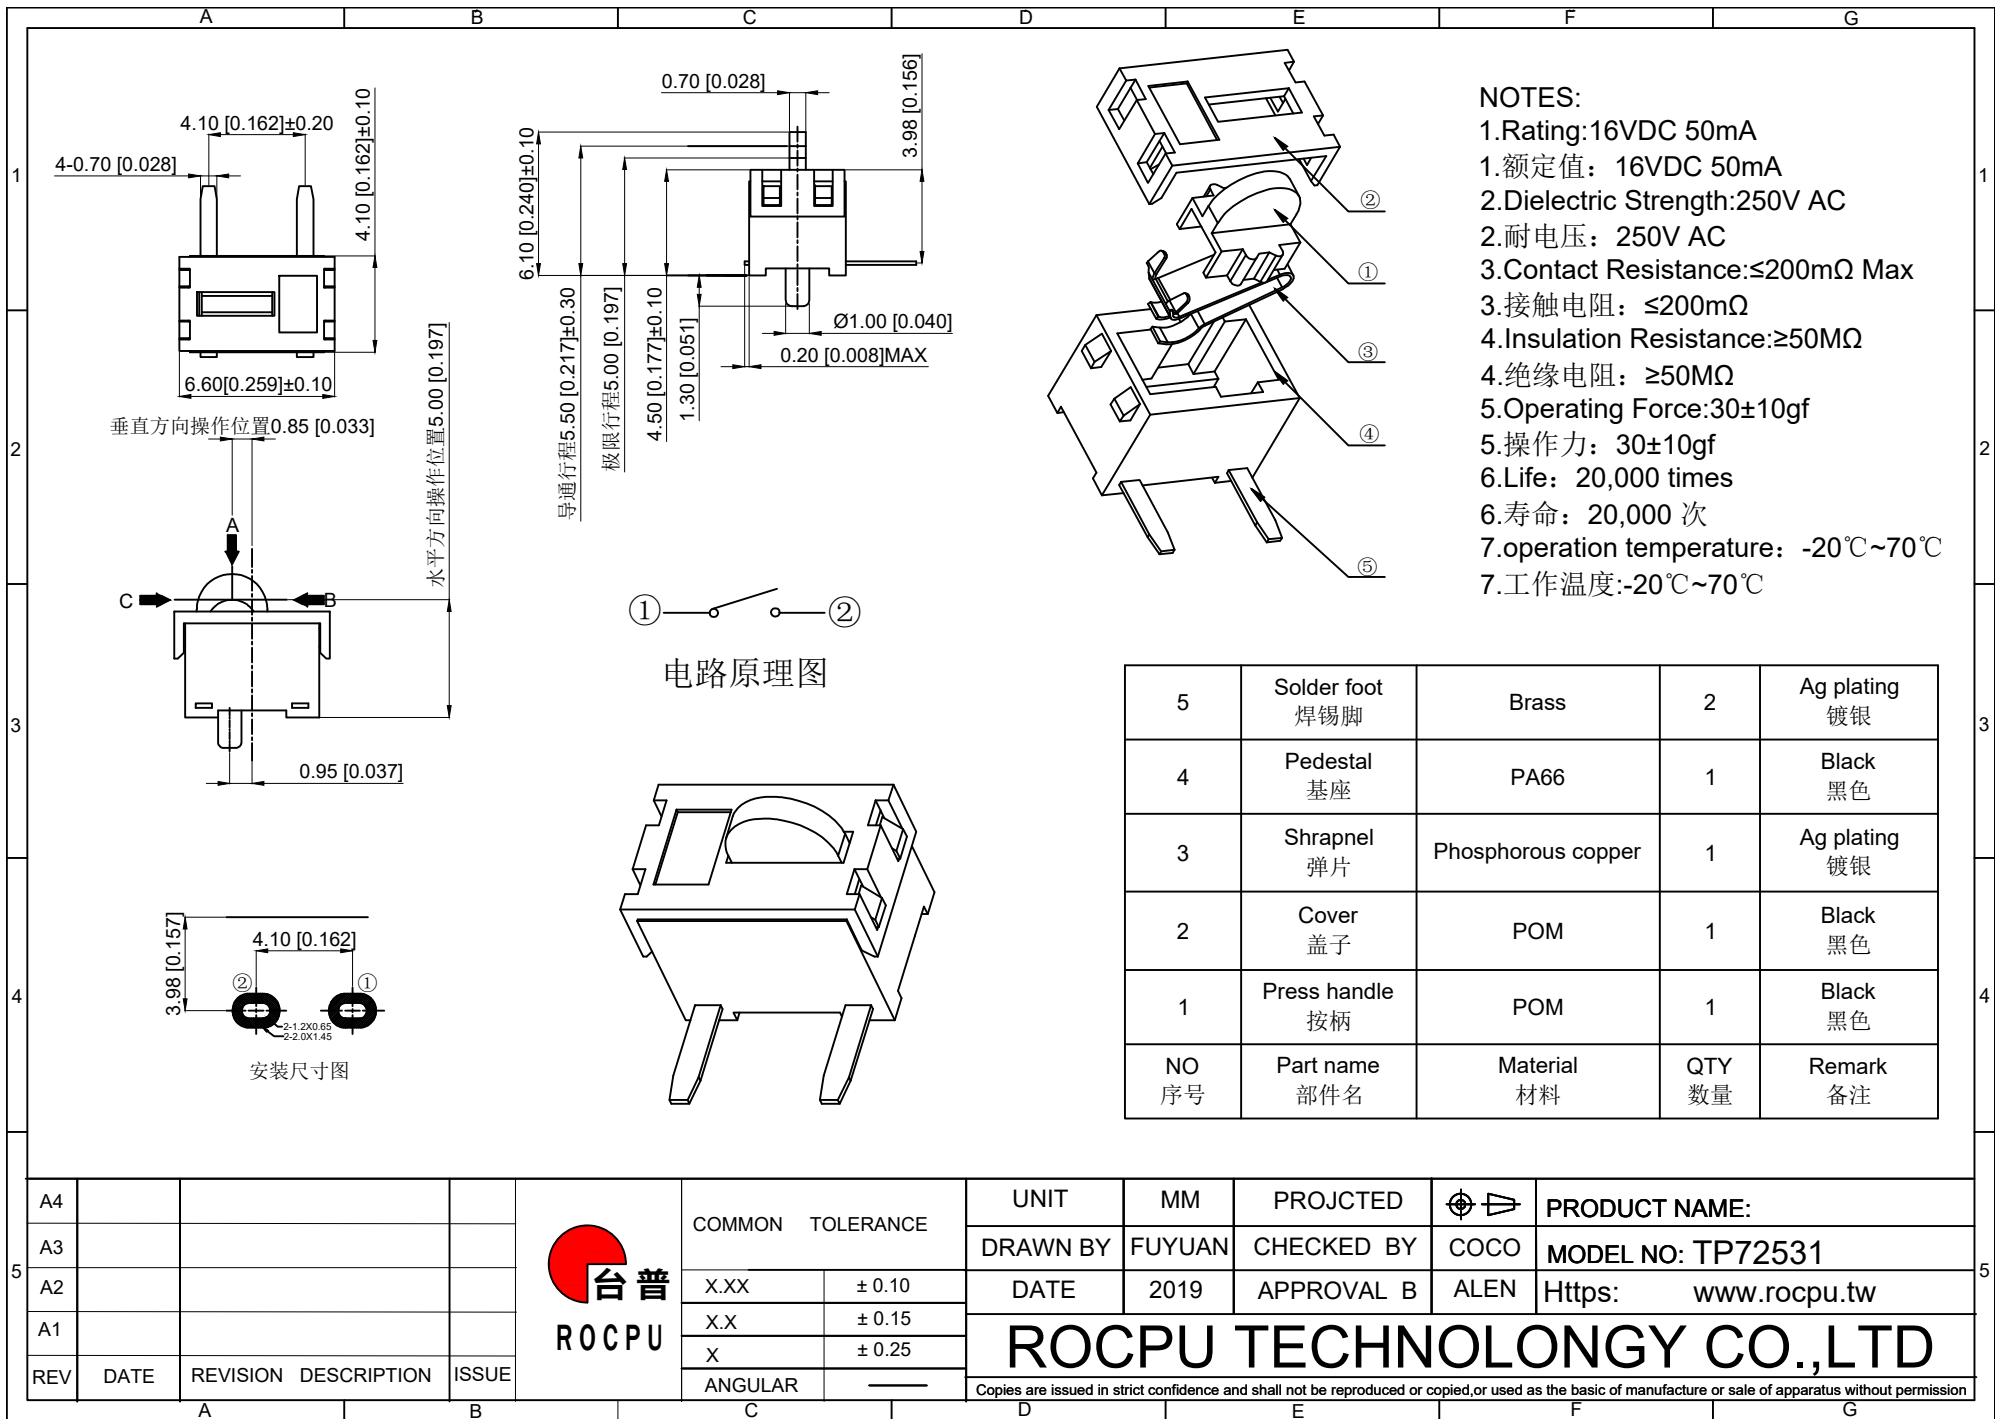 A B C D E F G
1
2
3
4
5
1
2
3
4
5
4.10 [0.162]±0.20
4-0.70 [0.028]
4.10 [0.162]±0.10
6.60[0.259]±0.10
垂直方向操作位置0.85 [0.033]
水平方向操作位置5.00 [0.197]
A
C
B
0.95 [0.037]
0.70 [0.028]
3.98 [0.156]
6.10 [0.240]±0.10
导通行程5.50 [0.217]±0.30
极限行程5.00 [0.197]
4.50 [0.177]±0.10
1.30 [0.051]
Ø1.00 [0.040]
0.20 [0.008]MAX
① ②
电路原理图
3.98 [0.157]
4.10 [0.162]
② ①
2-1.2X0.65
2-2.0X1.45
安装尺寸图
②
①
③
④
⑤
NOTES:
1.Rating:16VDC 50mA
1.额定值：16VDC 50mA
2.Dielectric Strength:250V AC
2.耐电压：250V AC
3.Contact Resistance:≤200mΩ Max
3.接触电阻：≤200mΩ
4.Insulation Resistance:≥50MΩ
4.绝缘电阻：≥50MΩ
5.Operating Force:30±10gf
5.操作力：30±10gf
6.Life：20,000 times
6.寿命：20,000 次
7.operation temperature：-20℃~70℃
7.工作温度:-20℃~70℃
5 Solder foot 焊锡脚 Brass 2 Ag plating 镀银
4 Pedestal 基座 PA66 1 Black 黑色
3 Shrapnel 弹片 Phosphorous copper 1 Ag plating 镀银
2 Cover 盖子 POM 1 Black 黑色
1 Press handle 按柄 POM 1 Black 黑色
NO 序号 Part name 部件名 Material 材料 QTY 数量 Remark 备注
A4
A3
A2
A1
REV DATE REVISION DESCRIPTION ISSUE
台普
ROCPU
COMMON TOLERANCE
X.XX ± 0.10
X.X ± 0.15
X ± 0.25
ANGULAR
UNIT MM PROJCTED PRODUCT NAME:
DRAWN BY FUYUAN CHECKED BY COCO MODEL NO: TP72531
DATE 2019 APPROVAL B ALEN Https: www.rocpu.tw
ROCPU TECHNOLONGY CO.,LTD
Copies are issued in strict confidence and shall not be reproduced or copied,or used as the basic of manufacture or sale of apparatus without permission
A B C D E F G